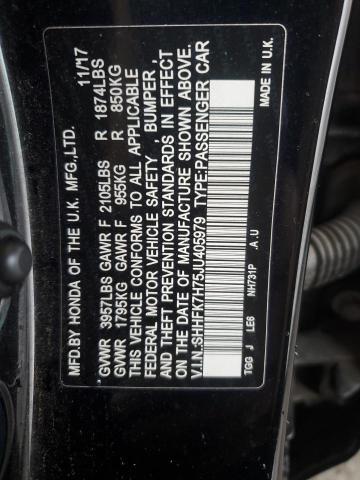 MFD.BY HONDA OF THE U.K. MFG.,LTD. 11/17
GVWR 3957LBS GAWR F 2105LBS R 1874LBS
GVWR 1795KG GAWR F 955KG R 850KG
THIS VEHICLE CONFORMS TO ALL APPLICABLE
FEDERAL MOTOR VEHICLE SAFETY, BUMPER,
AND THEFT PREVENTION STANDARDS IN EFFECT
ON THE DATE OF MANUFACTURE SHOWN ABOVE.
V.I.N.:SHHFK7H75JU405979 TYPE:PASSENGER CAR
TGG J LE6 NH731P .A .U MADE IN U.K.